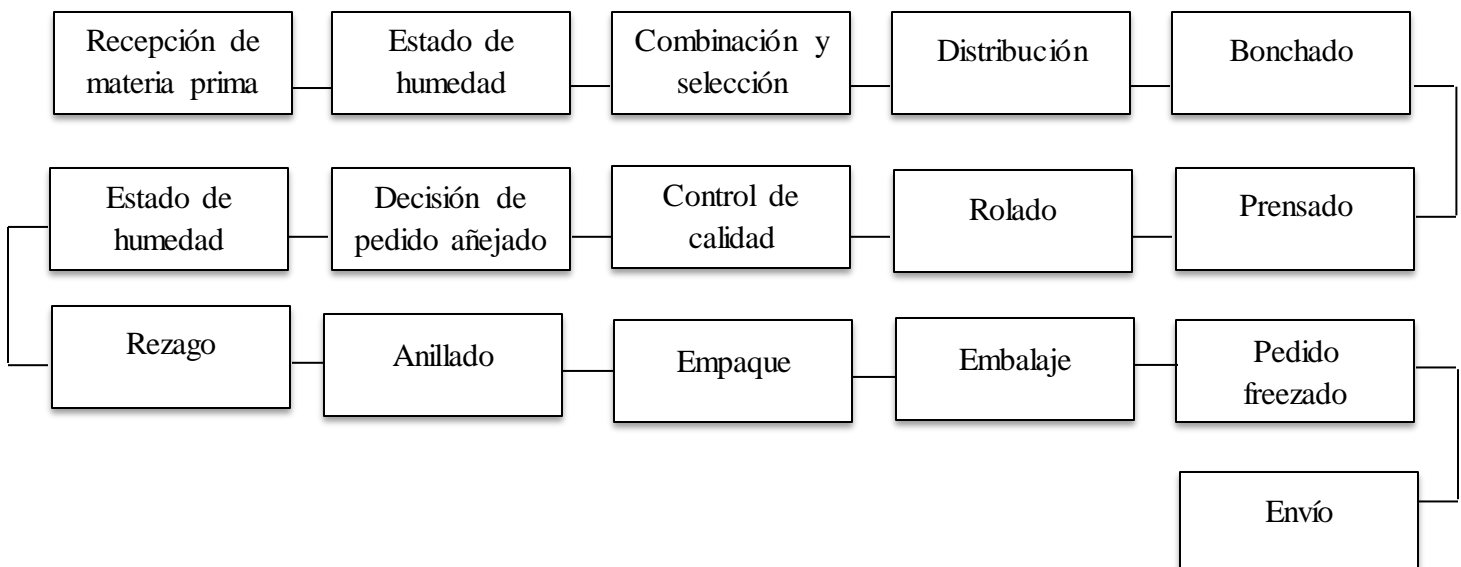 Recepción de
materia prima
Estado de
humedad
Combinación y
selección
Distribución
Bonchado
Estado de
humedad
Decisión de
pedido añejado
Control de
calidad
Rolado
Prensado
Rezago
Anillado
Empaque
Embalaje
Pedido
freezado
Envío